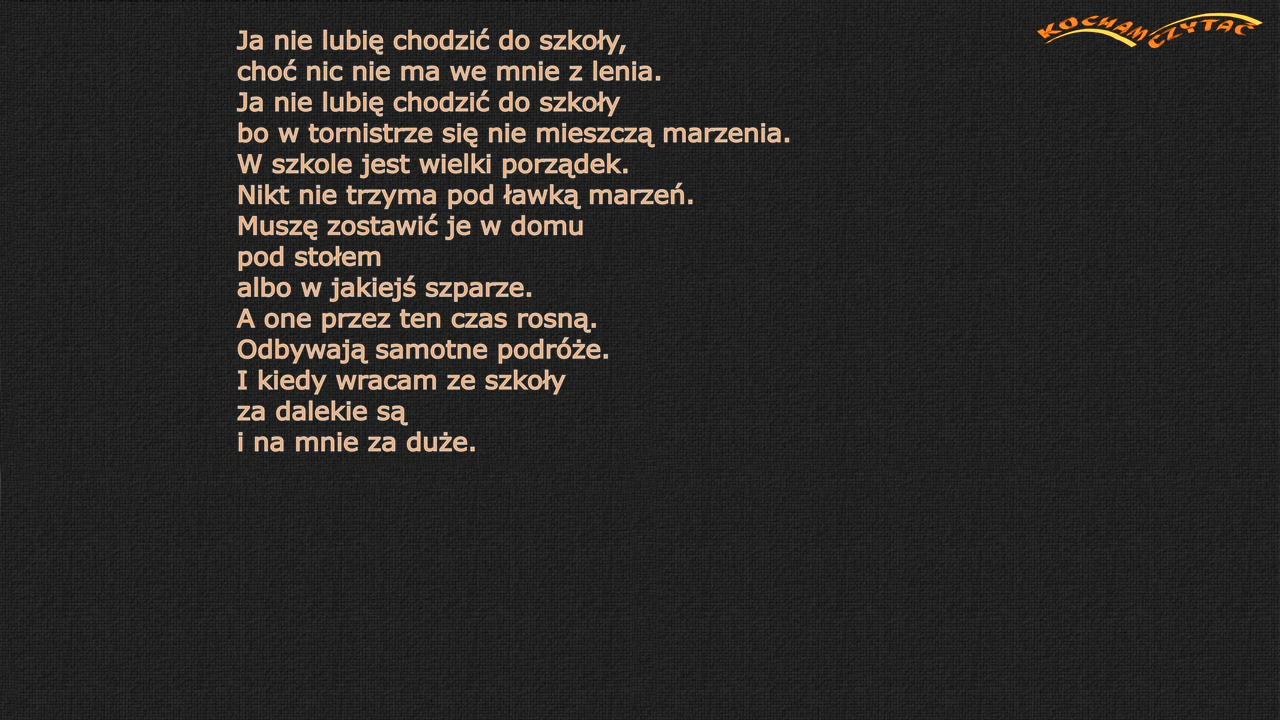 KOCHAM CZYTAĆ
Ja nie lubię chodzić do szkoły,
choć nic nie ma we mnie z lenia.
Ja nie lubię chodzić do szkoły
bo w tornistrze się nie mieszczą marzenia.
W szkole jest wielki porządek.
Nikt nie trzyma pod ławką marzeń.
Muszę zostawić je w domu
pod stołem
albo w jakiejś szparze.
A one przez ten czas rosną.
Odbywają samotne podróże.
I kiedy wracam ze szkoły
za dalekie są
i na mnie za duże.